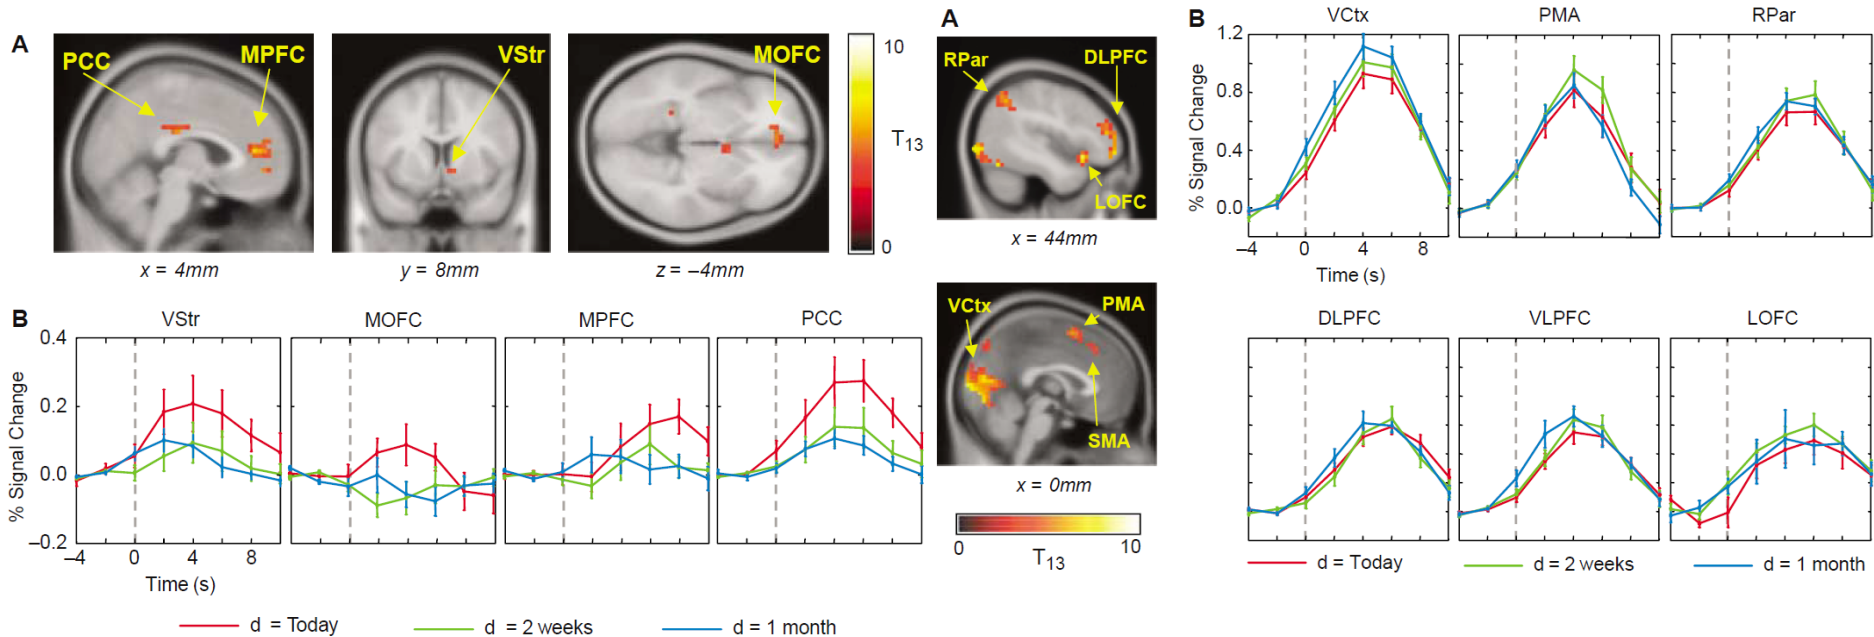 A
PCC
MPFC
VStr
MOFC
10
T13
0
x = 4mm
y = 8mm
z = –4mm
B
VStr
MOFC
MPFC
PCC
% Signal Change
0.4
0.2
0.0
–0.2
–4
0
4
8
Time (s)
d = Today
d = 2 weeks
d = 1 month
A
RPar
DLPFC
LOFC
x = 44mm
VCtx
PMA
SMA
x = 0mm
0
10
T13
B
VCtx
PMA
RPar
% Signal Change
1.2
0.8
0.4
0.0
–4
0
4
8
Time (s)
DLPFC
VLPFC
LOFC
d = Today
d = 2 weeks
d = 1 month